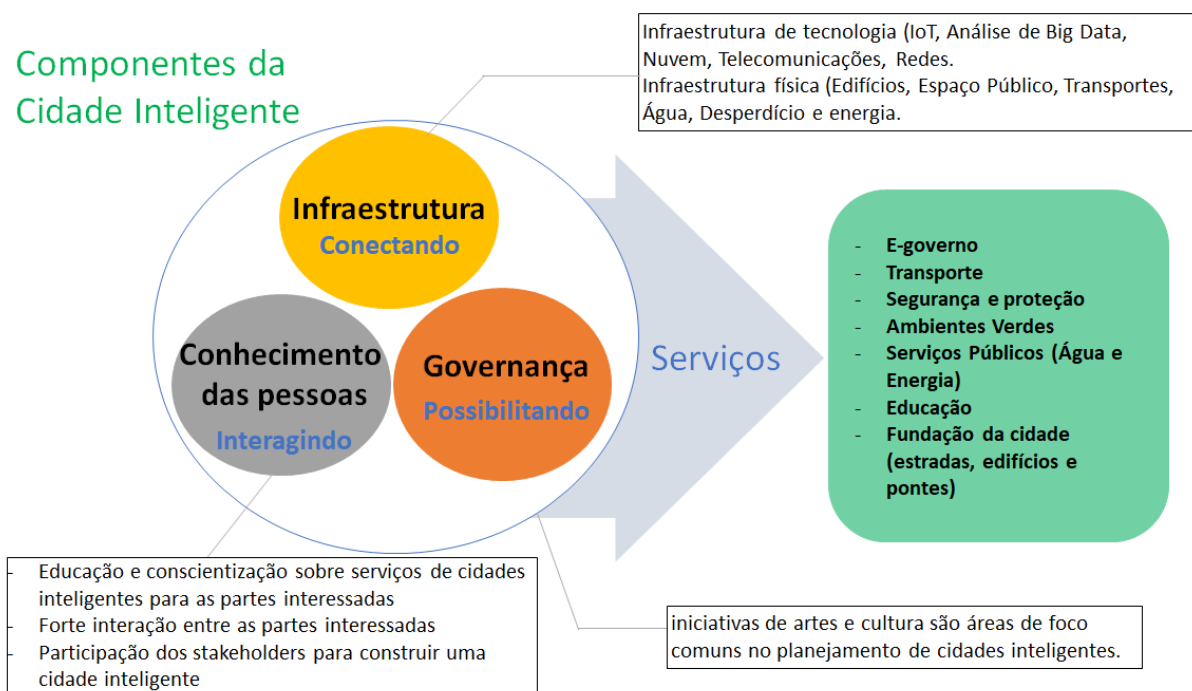 Componentes da
Cidade Inteligente
Infraestrutura de tecnologia (IoT, Análise de Big Data,
Nuvem, Telecomunicações, Redes.
Infraestrutura física (Edifícios, Espaço Público, Transportes,
Água, Desperdício e energia.
Infraestrutura
Conectando
Conhecimento
das pessoas
Interagindo
Governança
Possibilitando
Serviços
- E-governo
- Transporte
- Segurança e proteção
- Ambientes Verdes
- Serviços Públicos (Água e
Energia)
- Educação
- Fundação da cidade
(estradas, edifícios e
pontes)
- Educação e conscientização sobre serviços de cidades
inteligentes para as partes interessadas
- Forte interação entre as partes interessadas
- Participação dos stakeholders para construir uma
cidade inteligente
iniciativas de artes e cultura são áreas de foco
comuns no planejamento de cidades inteligentes.